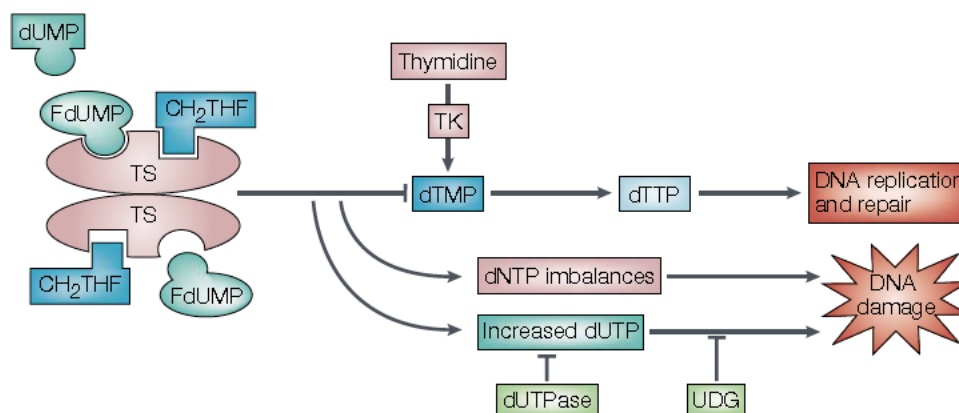 dUMP
Thymidine
FdUMP
CH₂THF
TK
TS
dTMP
dTTP
DNA replication
and repair
TS
CH₂THF
FdUMP
dNTP imbalances
DNA
damage
Increased dUTP
dUTPase
UDG